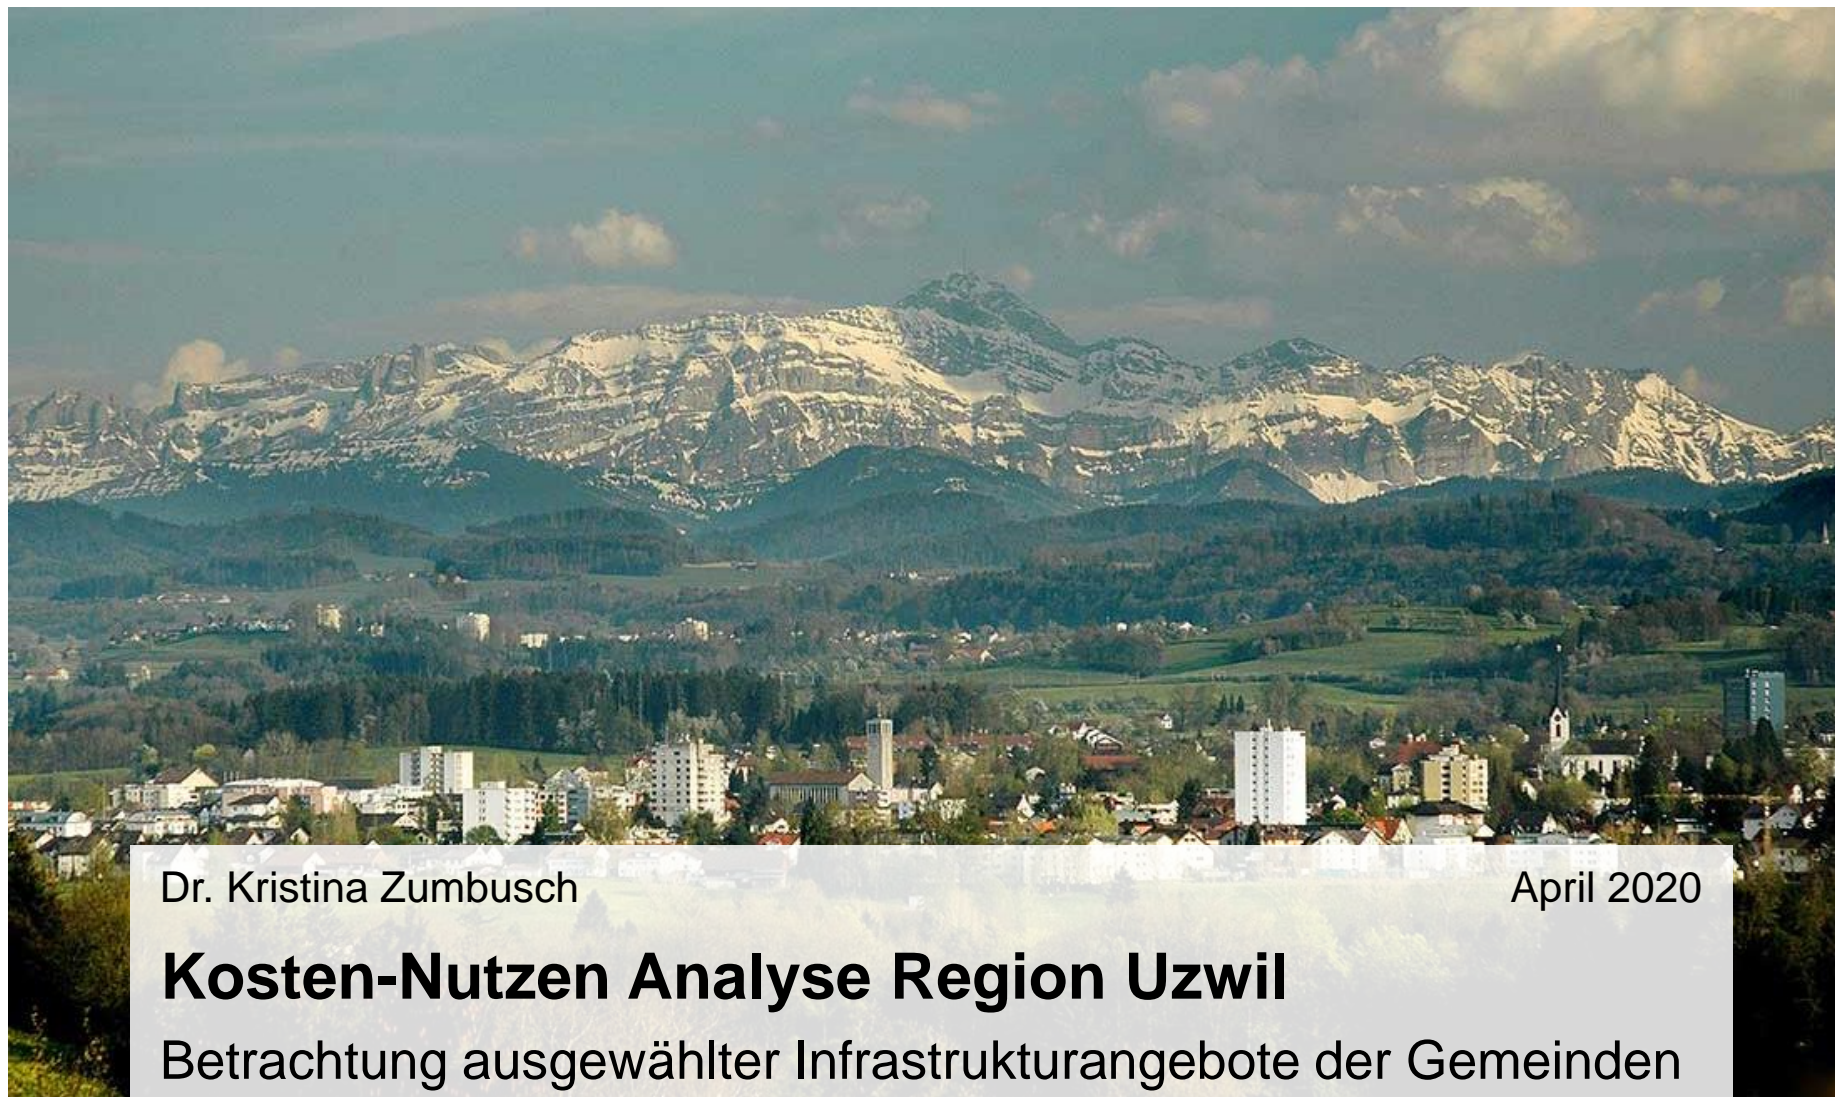 Dr. Kristina Zumbusch April 2020
Kosten-Nutzen Analyse Region Uzwil
Betrachtung ausgewählter Infrastrukturangebote der Gemeinden